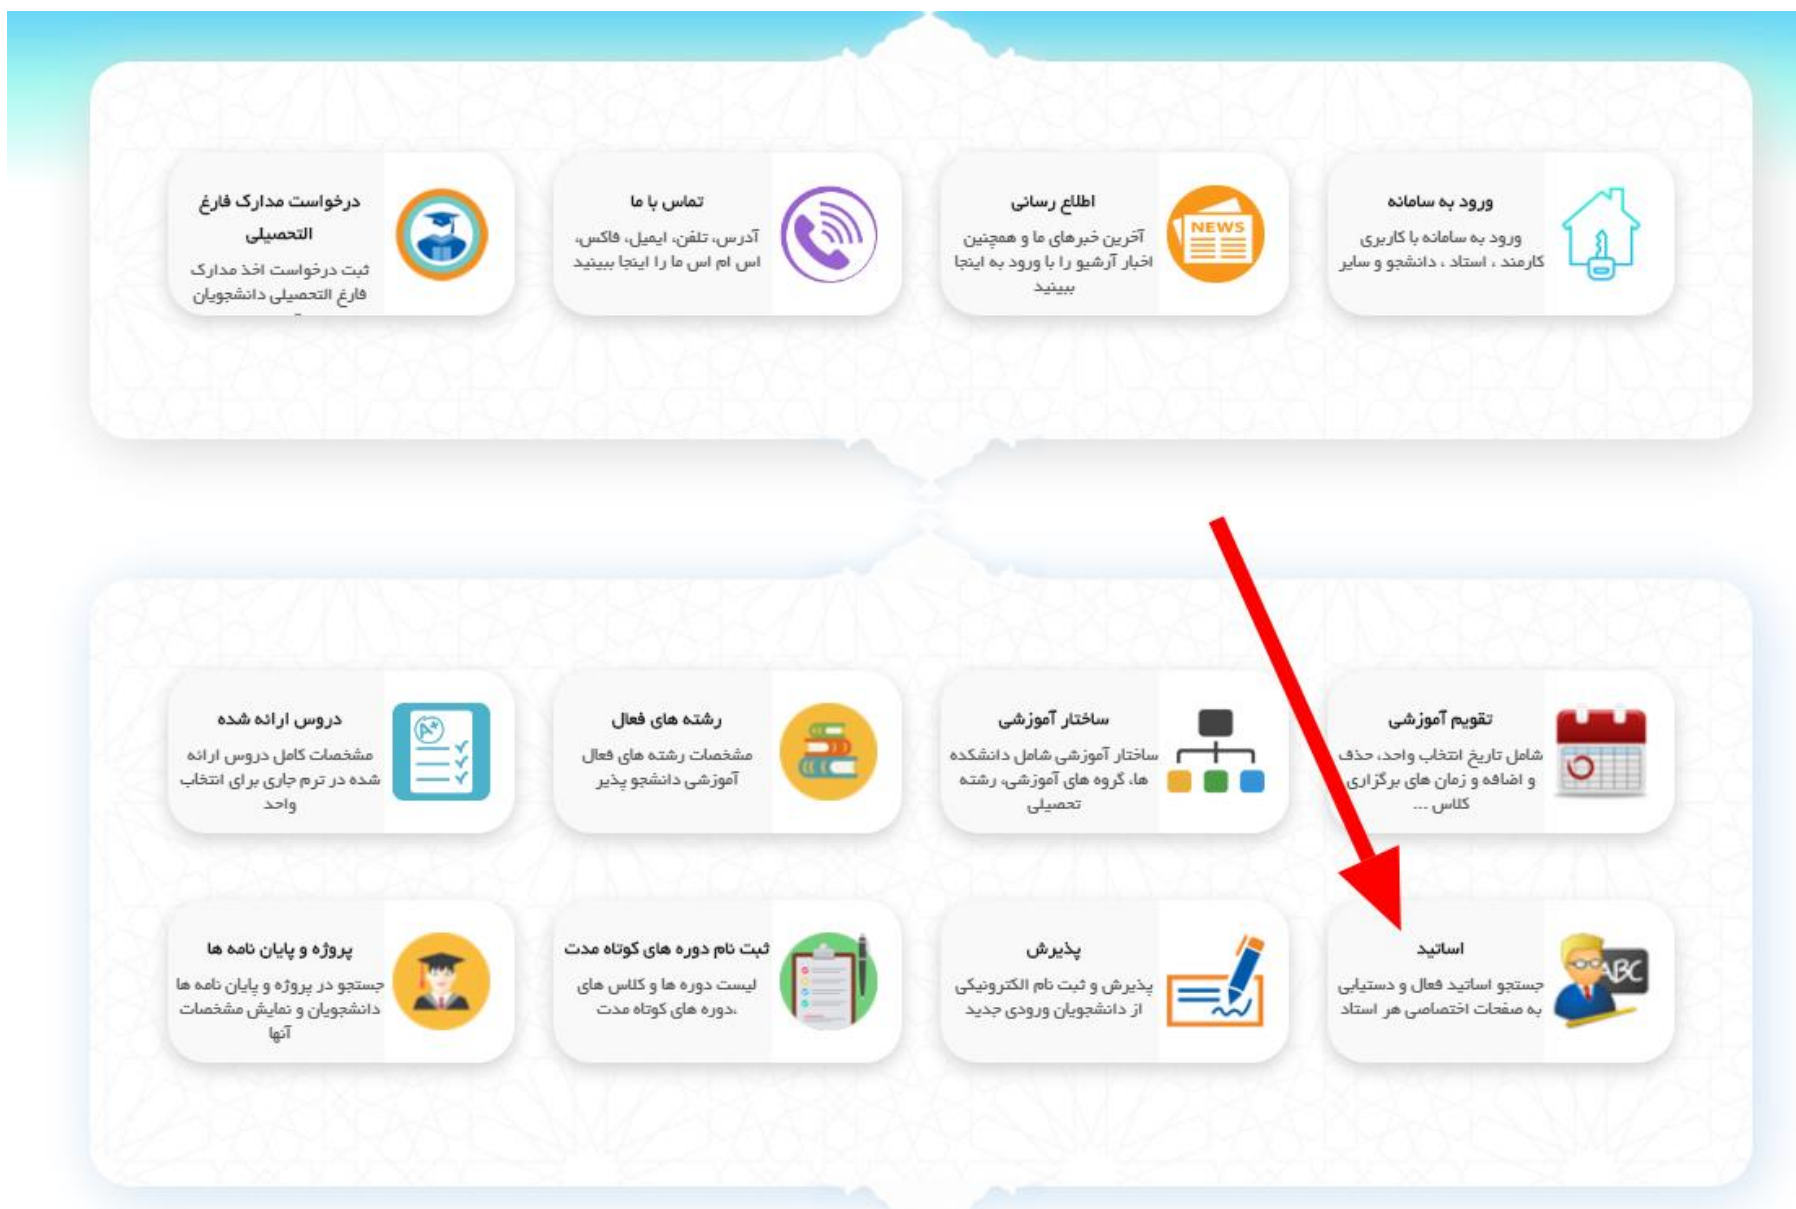 ورود به سامانه
ورود به سامانه با کاربری
کارمند ، استاد ، دانشجو و سایر
NEWS
اطلاع رسانی
آخرین خبرهای ما و همچنین
اخبار آرشیو را با ورود به اینجا
ببینید
تماس با ما
آدرس، تلفن، ایمیل، فاکس،
اس ام اس ما را اینجا ببینید
درخواست مدارک فارغ
التحصیلی
ثبت درخواست اخذ مدارک
فارغ التحصیلی دانشجویان
تقویم آموزشی
شامل تاریخ انتخاب واحد، حذف
و اضافه و زمان های برگزاری
کلاس ...
ساختار آموزشی
ساختار آموزشی شامل دانشکده
ها، گروه های آموزشی، رشته
تحصیلی
رشته های فعال
مشخصات رشته های فعال
آموزشی دانشجو پذیر
A+
دروس ارائه شده
مشخصات کامل دروس ارائه
شده در ترم جاری برای انتخاب
واحد
ABC
اساتید
جستجو اساتید فعال و دستیابی
به صفحات اختصاصی هر استاد
پذیرش
پذیرش و ثبت نام الکترونیکی
از دانشجویان ورودی جدید
ثبت نام دوره های کوتاه مدت
لیست دوره ها و کلاس های
دوره های کوتاه مدت،
پروژه و پایان نامه ها
جستجو در پروژه و پایان نامه ها
دانشجویان و نمایش مشخصات
آنها